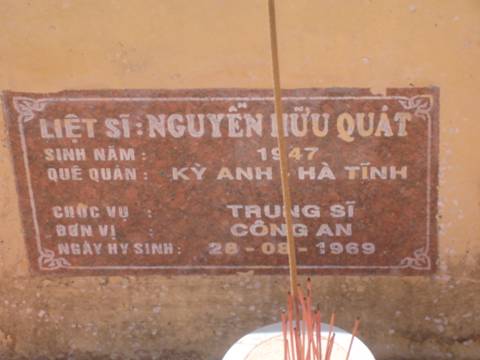 LIỆT SĨ : NGUYỄN HỮU QUÁT
SINH NĂM : 1947
QUÊ QUÁN : KỲ ANH - HÀ TĨNH
CHỨC VỤ : TRUNG SĨ
ĐƠN VỊ : CÔNG AN
NGÀY HY SINH : 28 - 08 - 1969